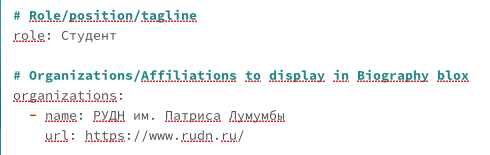 # Role/position/tagline
role: Студент
# Organizations/Affiliations to display in Biography blox
organizations:
- name: РУДН им. Патриса Лумумбы
url: https://www.rudn.ru/